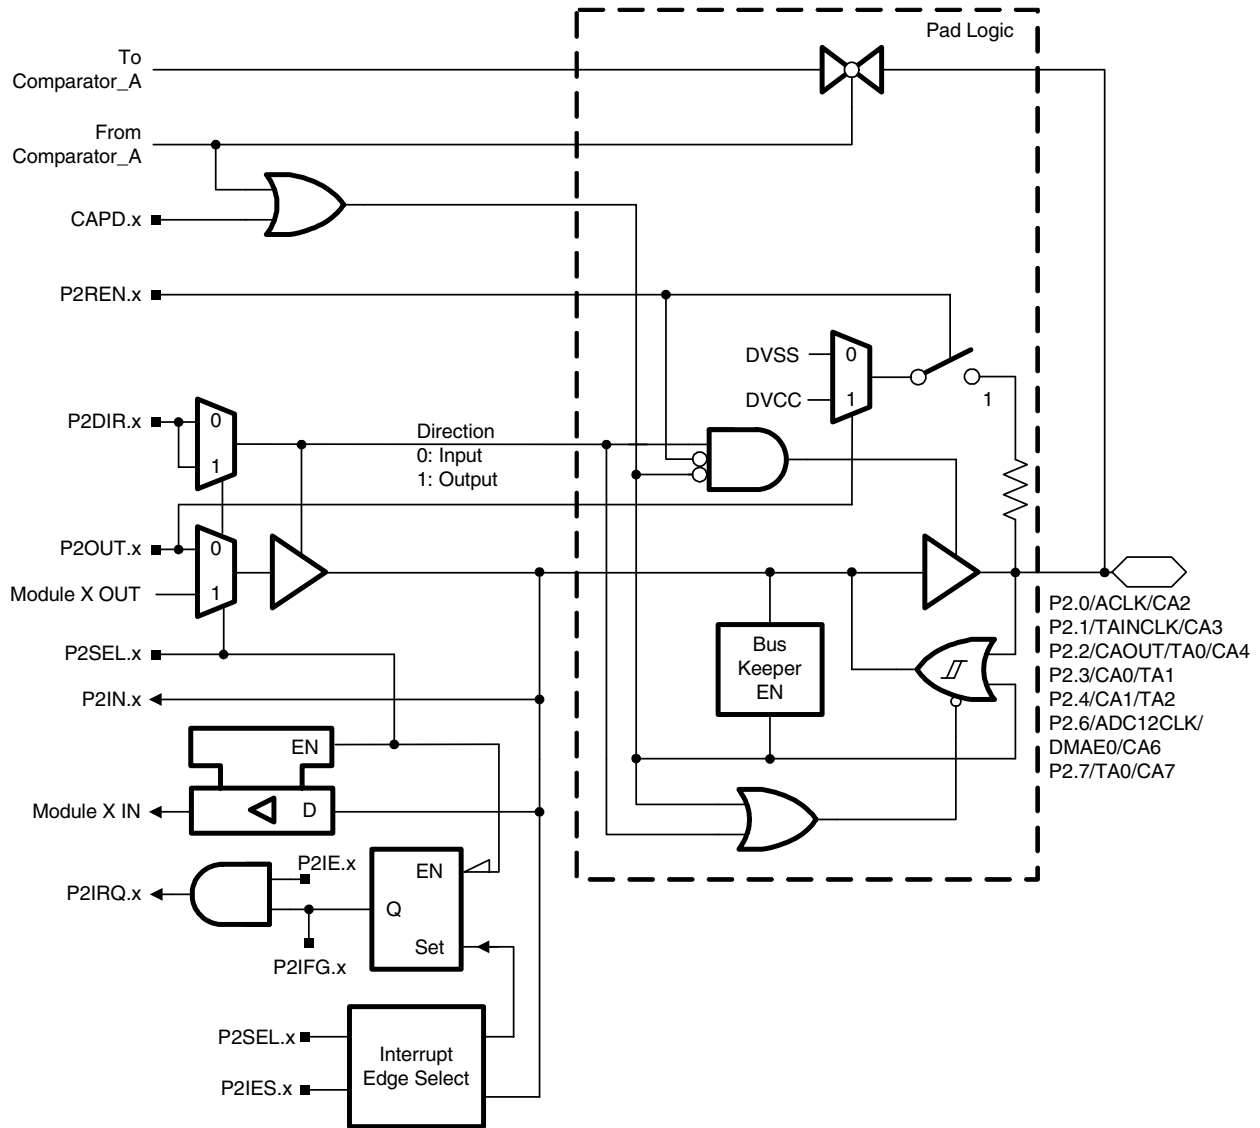 Pad Logic
To
Comparator_A
From
Comparator_A
CAPD.x
P2REN.x
DVSS
0
DVCC
1
1
P2DIR.x
0
1
Direction
0: Input
1: Output
P2OUT.x
0
Module X OUT
1
P2SEL.x
P2IN.x
Bus
Keeper
EN
P2.0/ACLK/CA2
P2.1/TAINCLK/CA3
P2.2/CAOUT/TA0/CA4
P2.3/CA0/TA1
P2.4/CA1/TA2
P2.6/ADC12CLK/
DMAE0/CA6
P2.7/TA0/CA7
EN
Module X IN
D
P2IE.x
EN
P2IRQ.x
Q
Set
P2IFG.x
P2SEL.x
P2IES.x
Interrupt
Edge Select